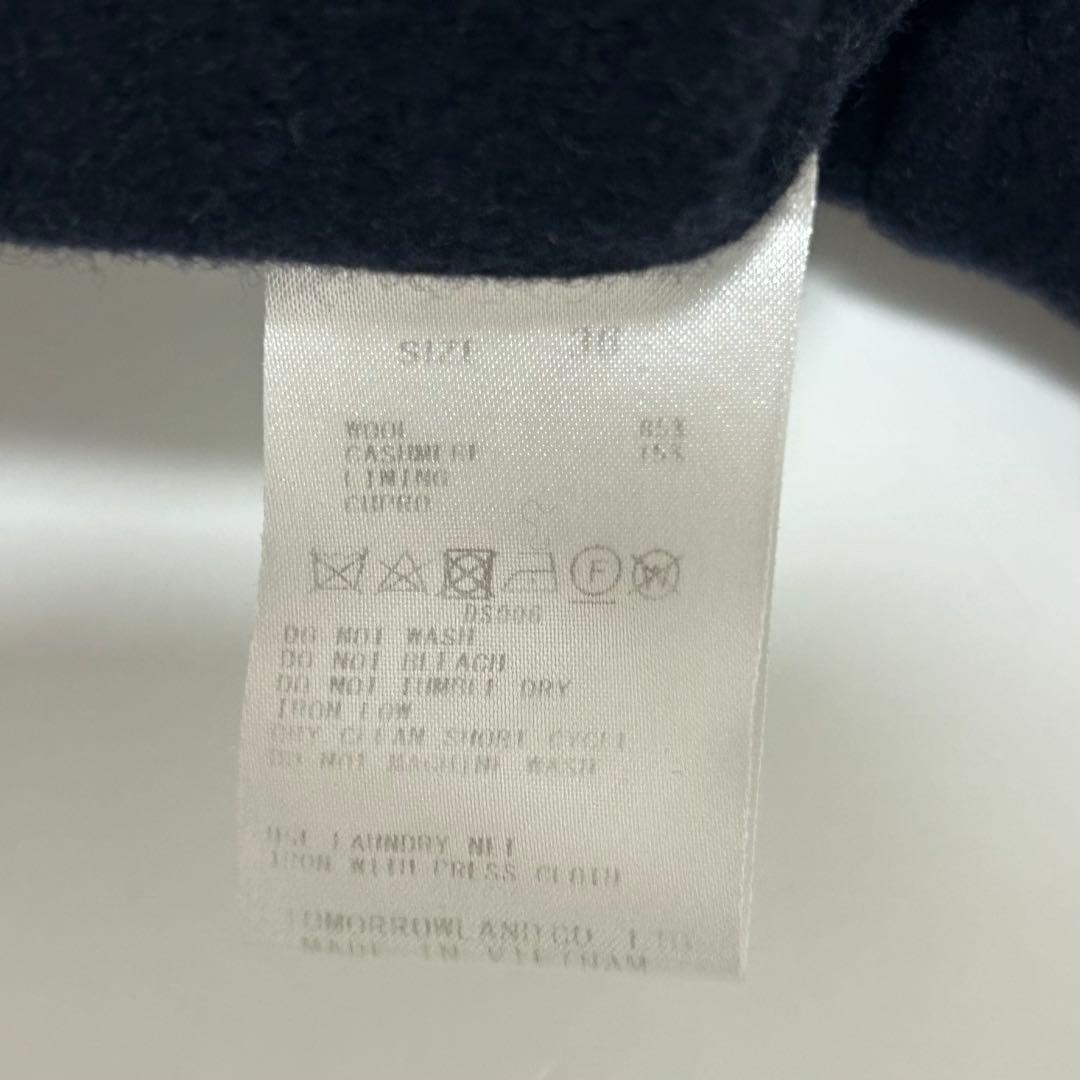 SIZE 36
WOOL 85%
CASHMERE 15%
LINING
CUPRO
F
W
DS006
DO NOT WASH
DO NOT BLEACH
DO NOT TUMBLE DRY
IRON LOW
DRY CLEAN SHORT CYCLE
DO NOT MACHINE WASH
USE LAUNDRY NET
IRON WITH PRESS CLOTH
TOMORROWLAND CO LTD
MADE IN VIETNAM